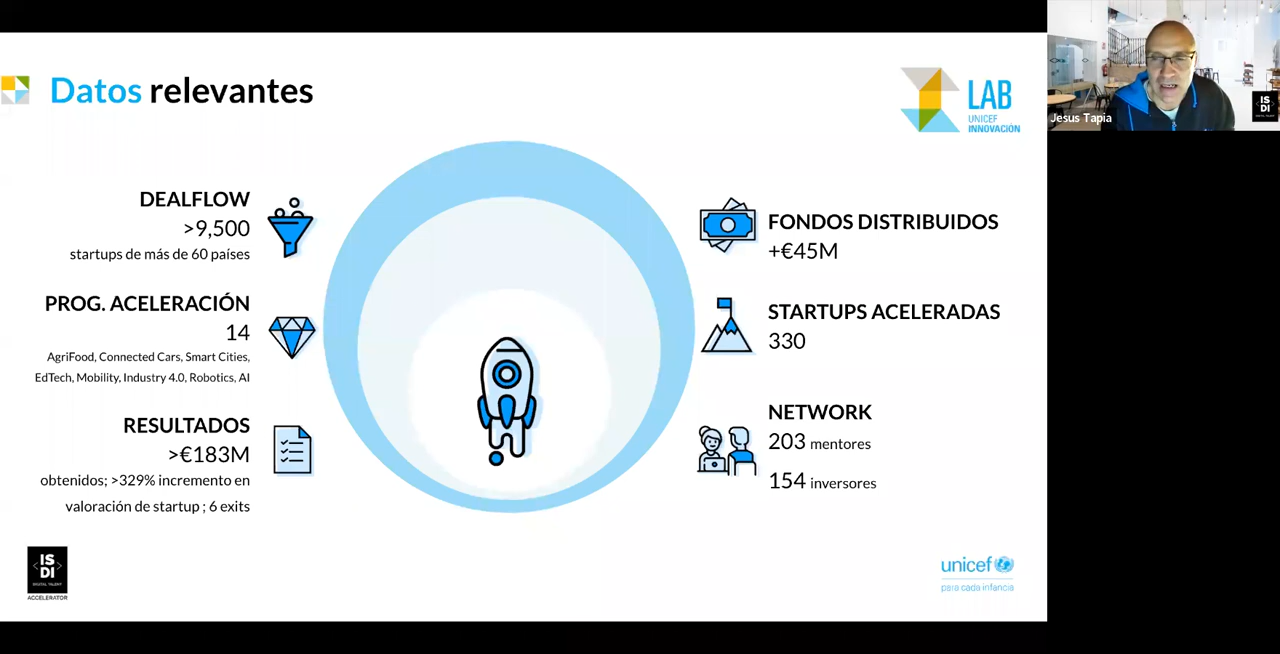 Datos relevantes
LAB
UNICEF
INNOVACIÓN
Jesus Tapia
IS
DI
DEALFLOW
>9,500
startups de más de 60 países
PROG. ACELERACIÓN
14
AgriFood, Connected Cars, Smart Cities,
EdTech, Mobility, Industry 4.0, Robotics, AI
RESULTADOS
>€183M
obtenidos; >329% incremento en
valoración de startup ; 6 exits
FONDOS DISTRIBUIDOS
+€45M
STARTUPS ACELERADAS
330
NETWORK
203 mentores
154 inversores
IS
DI
DIGITAL TALENT
ACCELERATOR
unicef
para cada infancia